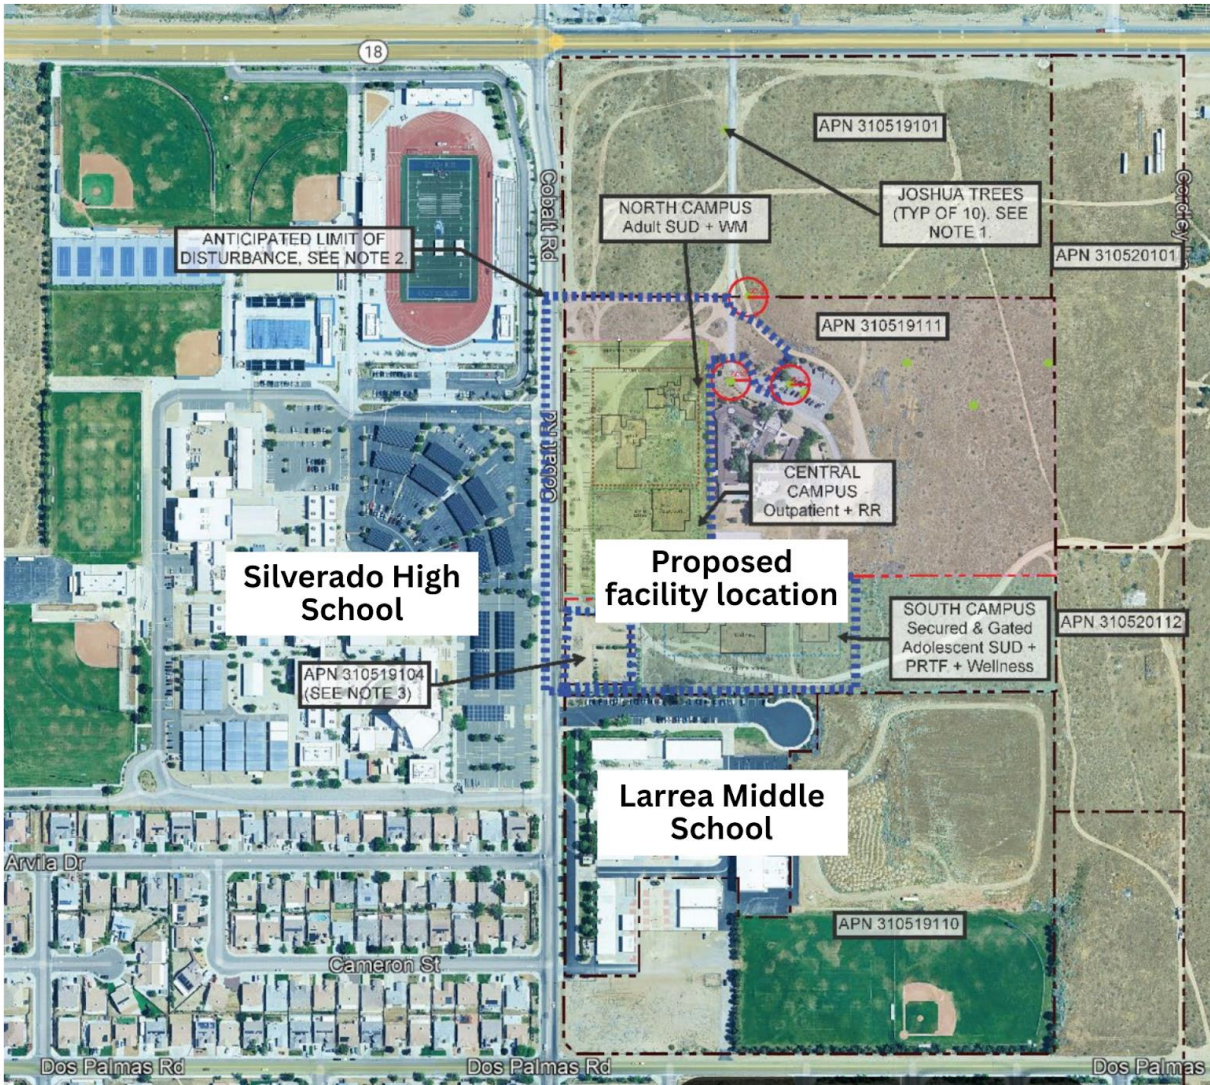 18
APN 310519101
Cobalt Rd
Cordley
JOSHUA TREES
(TYP OF 10). SEE
NOTE 1.
NORTH CAMPUS
Adult SUD + WM
ANTICIPATED LIMIT OF
DISTURBANCE, SEE NOTE 2.
APN 310520101
APN 310519111
Cobalt Rd
CENTRAL
CAMPUS
Outpatient + RR
Silverado High
School
Proposed
facility location
SOUTH CAMPUS
Secured & Gated
Adolescent SUD +
PRTF + Wellness
APN 310520112
APN 310519104
(SEE NOTE 3)
Larrea Middle
School
Arvila Dr
APN 310519110
Cameron St
Dos Palmas Rd
Dos Palmas Rd
Dos Palmas